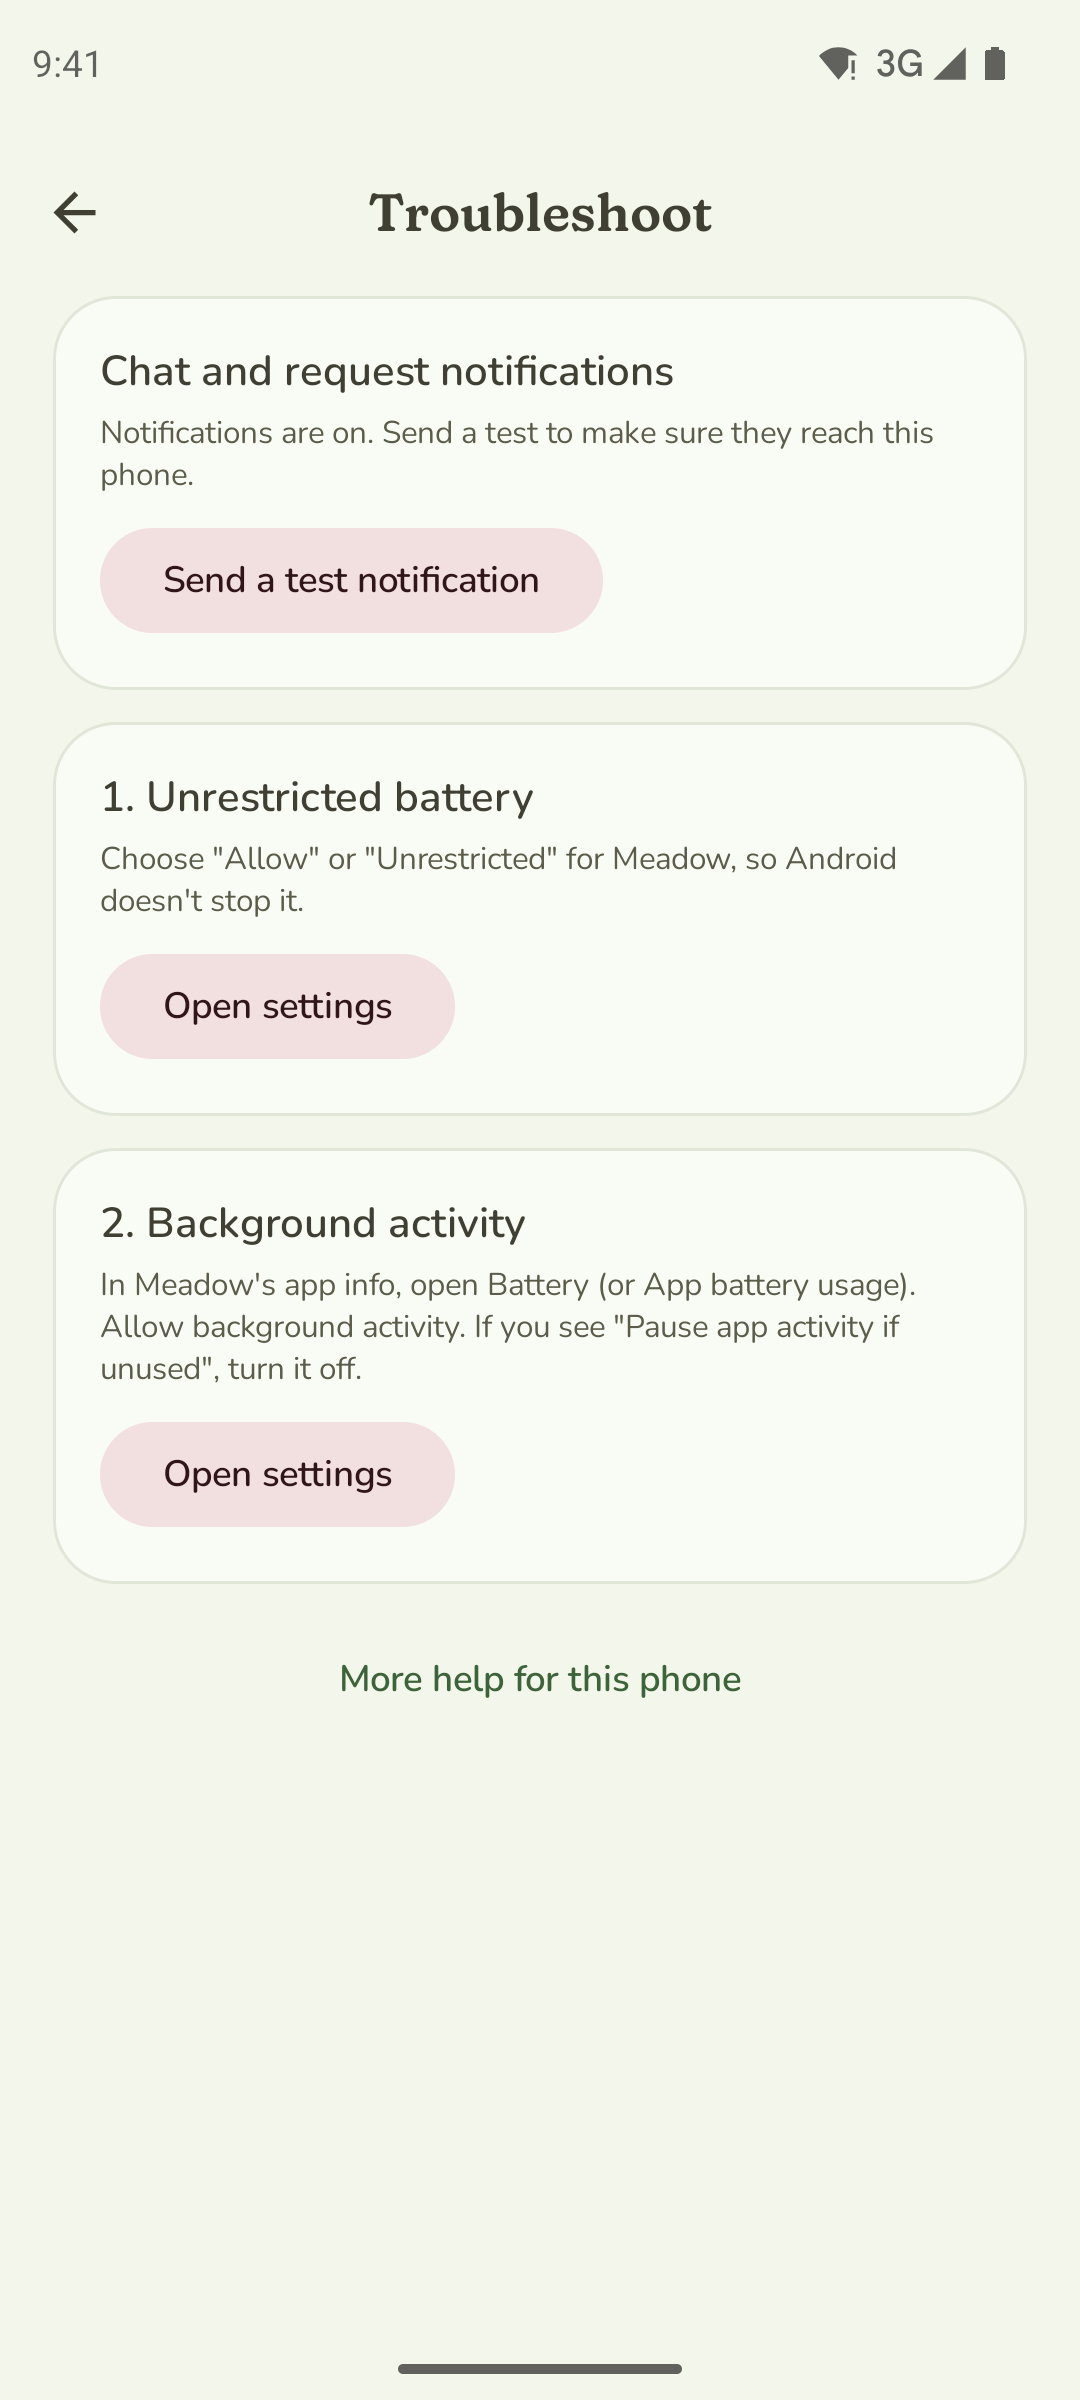 9:41
3G
Troubleshoot
Chat and request notifications
Notifications are on. Send a test to make sure they reach this
phone.
Send a test notification
1. Unrestricted battery
Choose "Allow" or "Unrestricted" for Meadow, so Android
doesn't stop it.
Open settings
2. Background activity
In Meadow's app info, open Battery (or App battery usage).
Allow background activity. If you see "Pause app activity if
unused", turn it off.
Open settings
More help for this phone